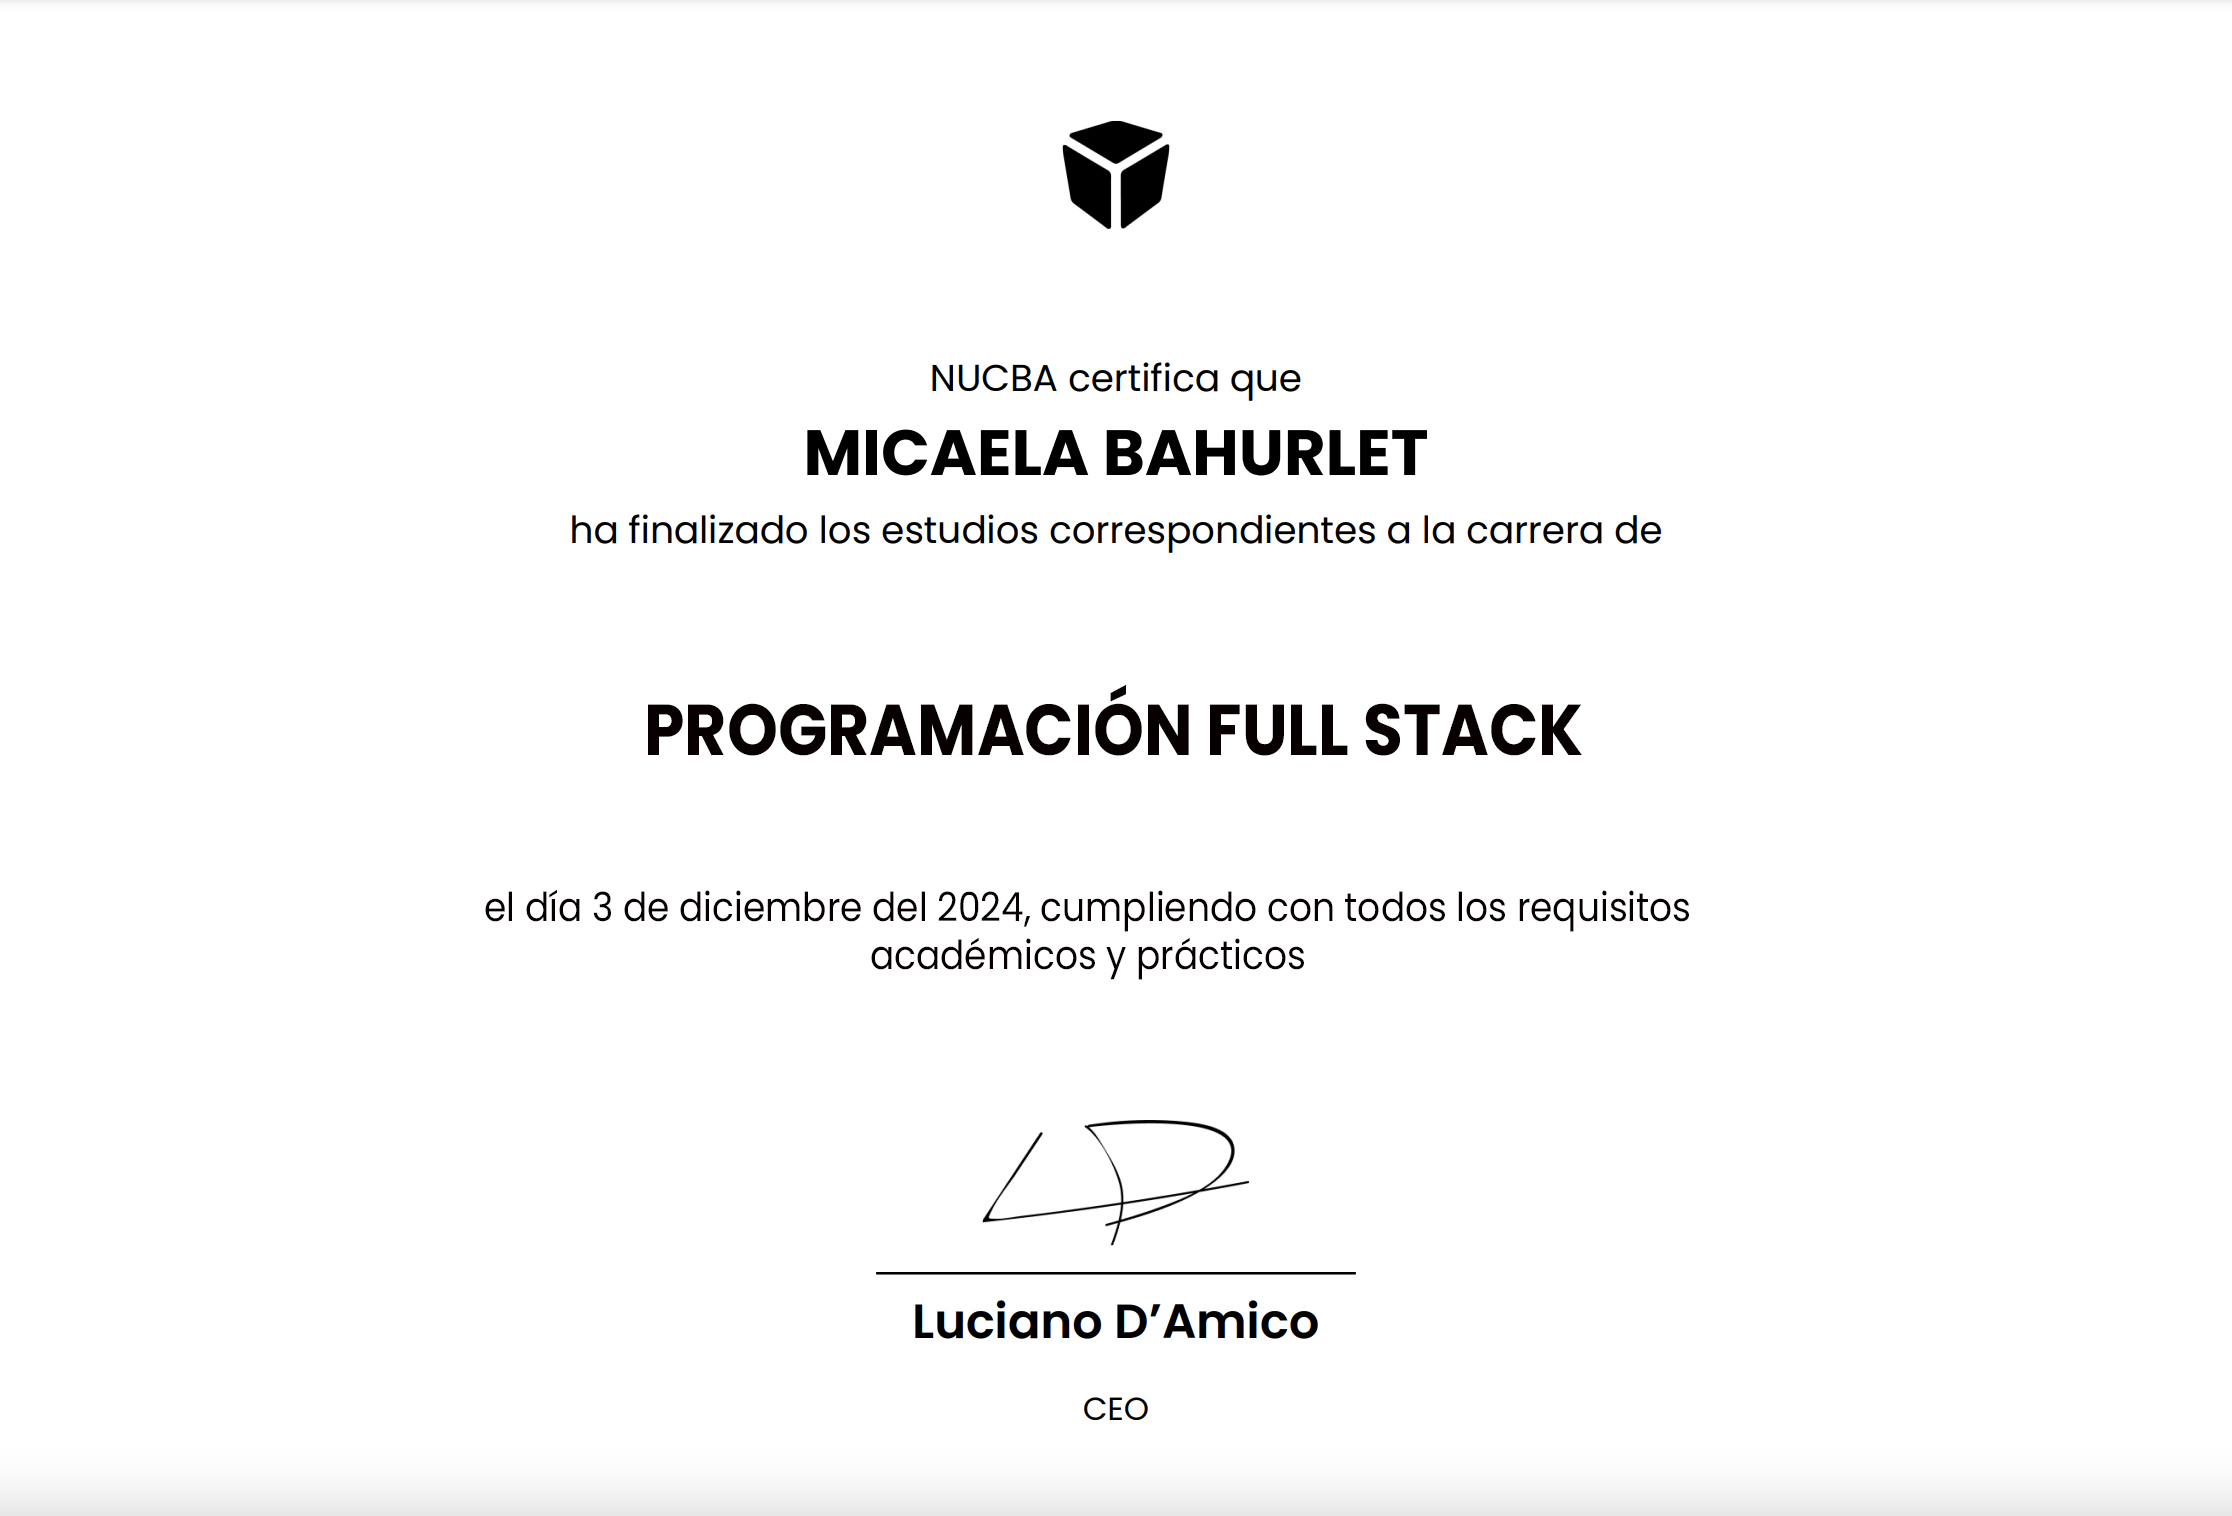 NUCBA certifica que
MICAELA BAHURLET
ha finalizado los estudios correspondientes a la carrera de
PROGRAMACIÓN FULL STACK
el día 3 de diciembre del 2024, cumpliendo con todos los requisitos
académicos y prácticos
Luciano D’Amico
CEO